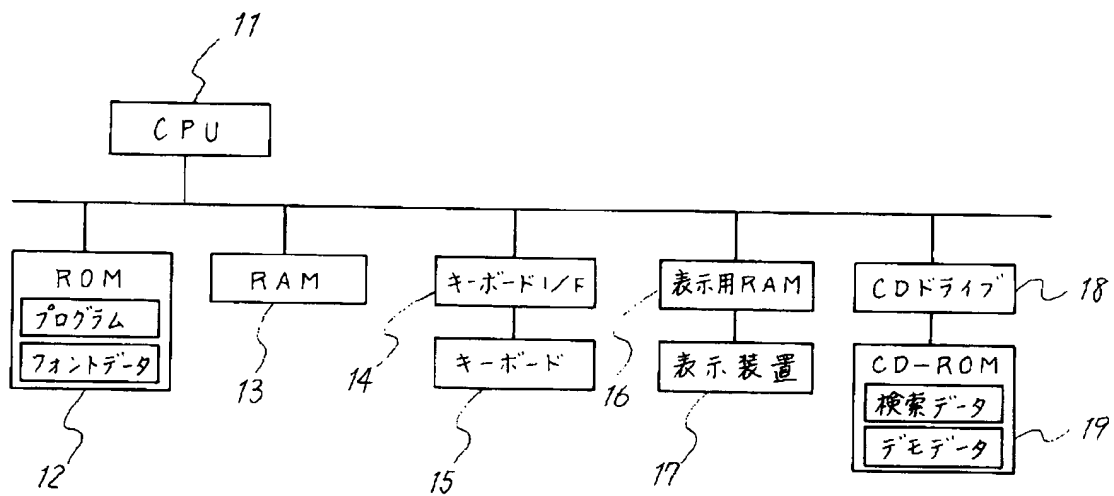 11
CPU
ROM
プログラム
フォントデータ
12
RAM
13
キーボードI/F
14
キーボード
15
表示用RAM
16
表示装置
17
CDドライブ
18
CD-ROM
検索データ
デモデータ
19